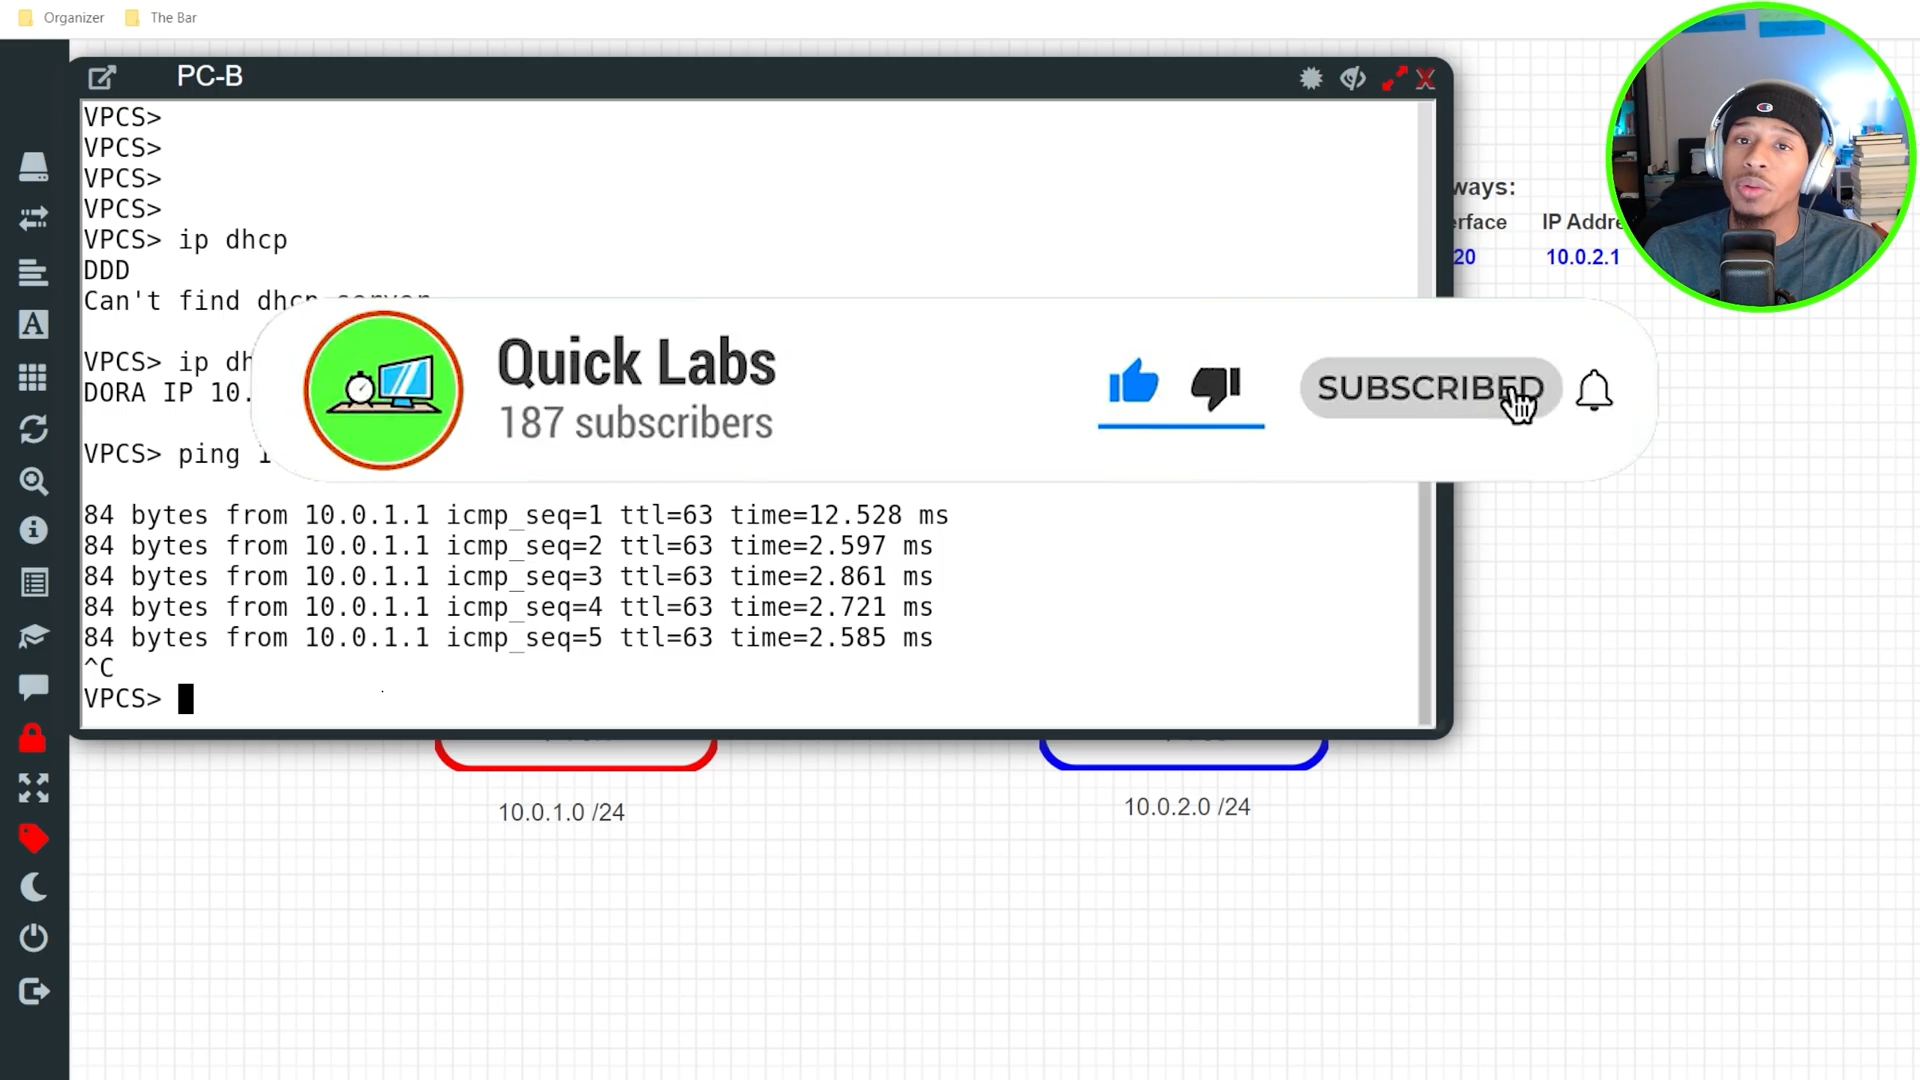 Organizer The Bar
PC-B
VPCS>
VPCS>
VPCS>
VPCS>
VPCS> ip dhcp
DDD
Can't find dhcp server
VPCS> ip
DORA IP 10.
VPCS> ping
84 bytes from 10.0.1.1 icmp_seq=1 ttl=63 time=12.528 ms
84 bytes from 10.0.1.1 icmp_seq=2 ttl=63 time=2.597 ms
84 bytes from 10.0.1.1 icmp_seq=3 ttl=63 time=2.861 ms
84 bytes from 10.0.1.1 icmp_seq=4 ttl=63 time=2.721 ms
84 bytes from 10.0.1.1 icmp_seq=5 ttl=63 time=2.585 ms
^C
VPCS>
Quick Labs
187 subscribers
SUBSCRIBED
ways:
erface IP Addre
20 10.0.2.1
10.0.1.0 /24
10.0.2.0 /24